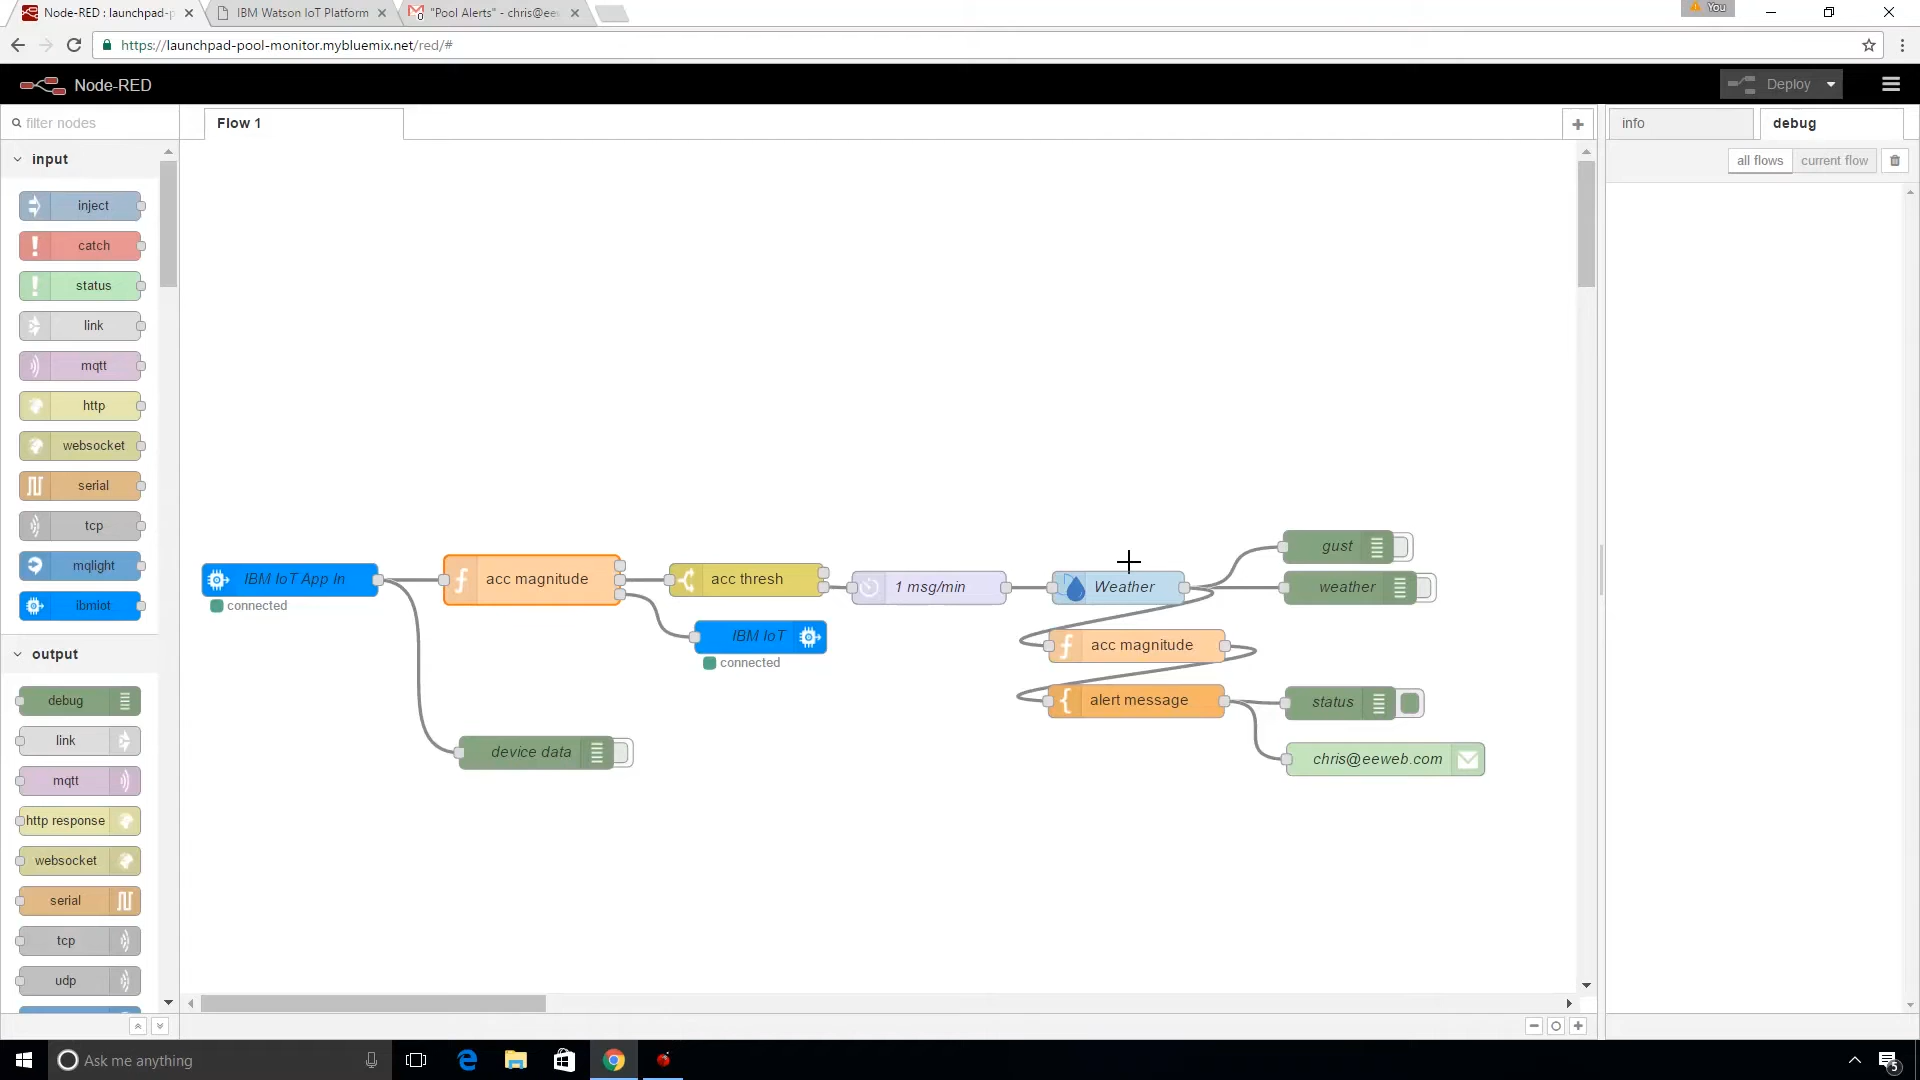 Node-RED : launchpad-p
IBM Watson IoT Platform
"Pool Alerts" - chris@ee
You
https://launchpad-pool-monitor.mybluemix.net/red/#
Node-RED
Deploy
filter nodes
Flow 1
info
debug
all flows
current flow
input
inject
catch
status
link
mqtt
http
websocket
serial
tcp
mqlight
ibmiot
output
debug
link
mqtt
http response
websocket
serial
tcp
udp
IBM IoT App In
connected
acc magnitude
acc thresh
1 msg/min
Weather
gust
weather
IBM IoT
connected
acc magnitude
alert message
status
device data
chris@eeweb.com
Ask me anything
5